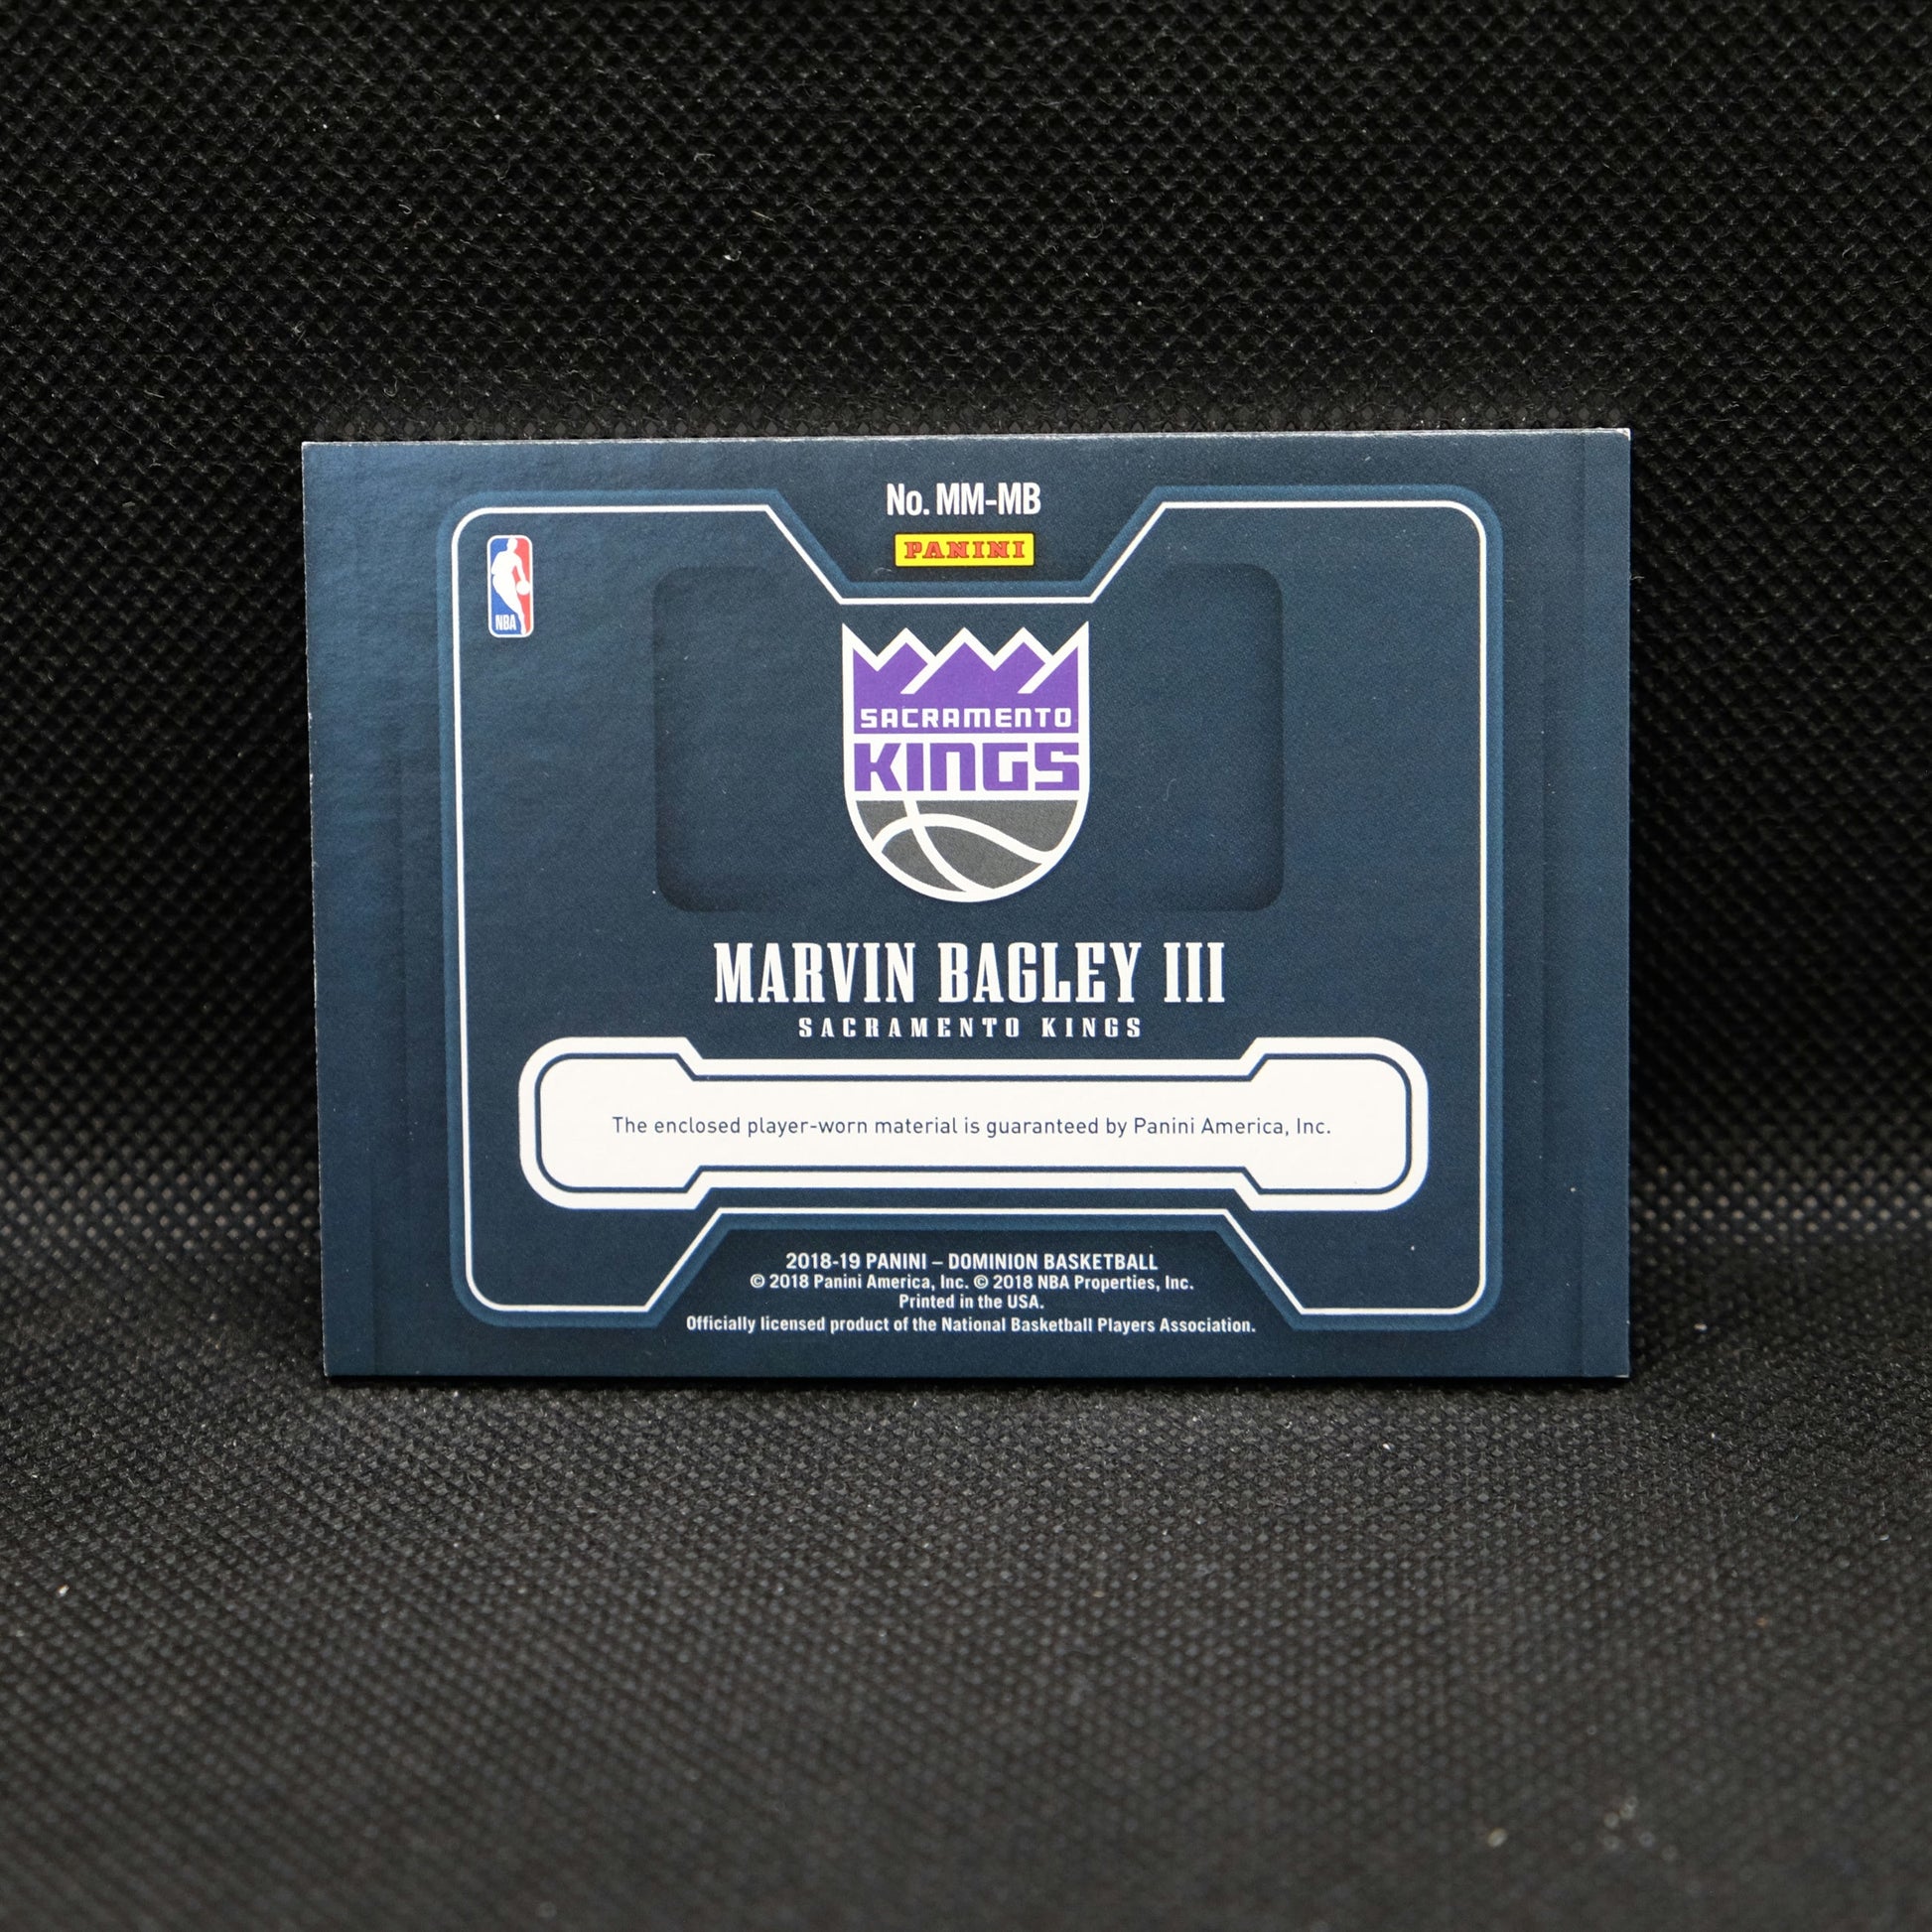 No. MM-MB
PANINI
NBA
SACRAMENTO
KINGS
MARVIN BAGLEY III
SACRAMENTO KINGS
The enclosed player-worn material is guaranteed by Panini America, Inc.
2018-19 PANINI – DOMINION BASKETBALL
© 2018 Panini America, Inc. © 2018 NBA Properties, Inc.
Printed in the USA.
Officially licensed product of the National Basketball Players Association.